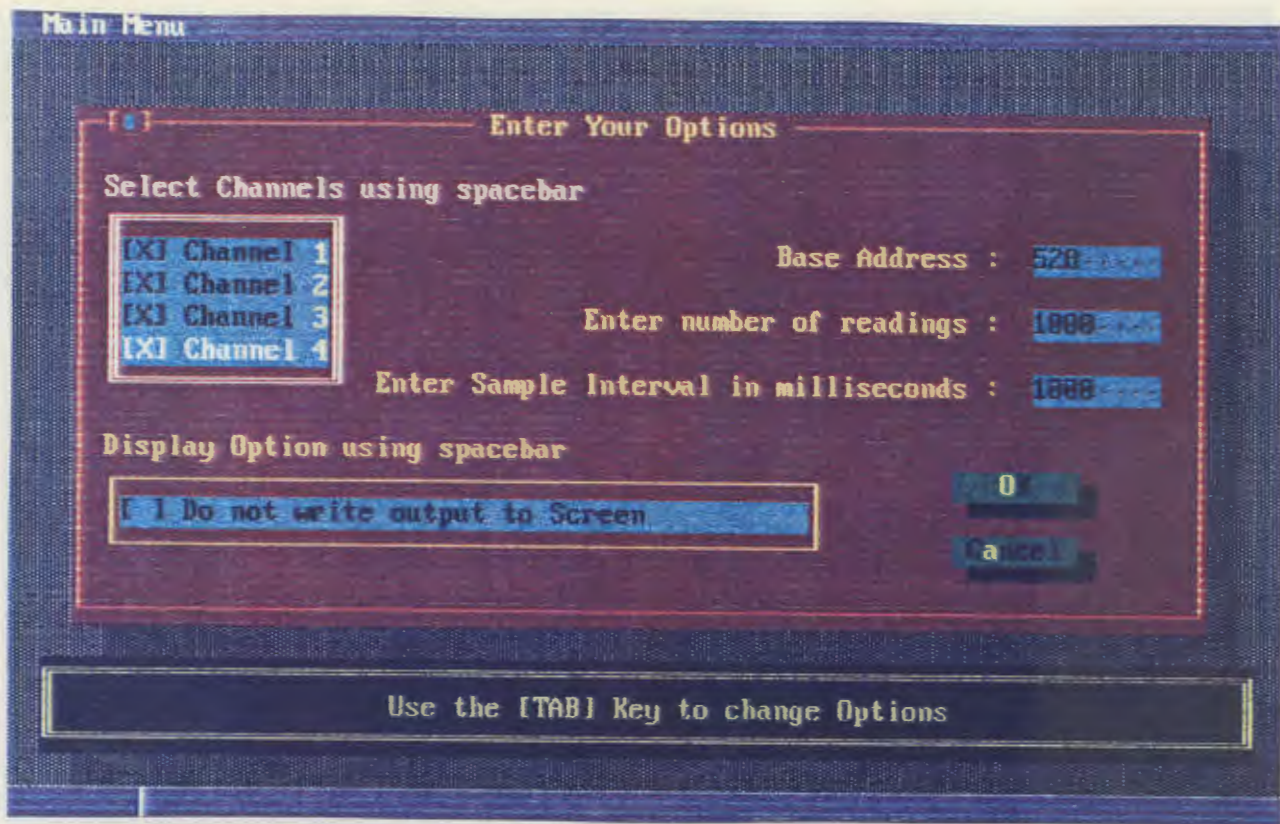 Main Menu
Enter Your Options
Select Channels using spacebar
[X] Channel 1
[X] Channel 2
[X] Channel 3
[X] Channel 4
Base Address : 520
Enter number of readings : 1000
Enter Sample Interval in milliseconds : 1000
Display Option using spacebar
[ ] Do not write output to Screen
OK
Cancel
Use the [TAB] Key to change Options